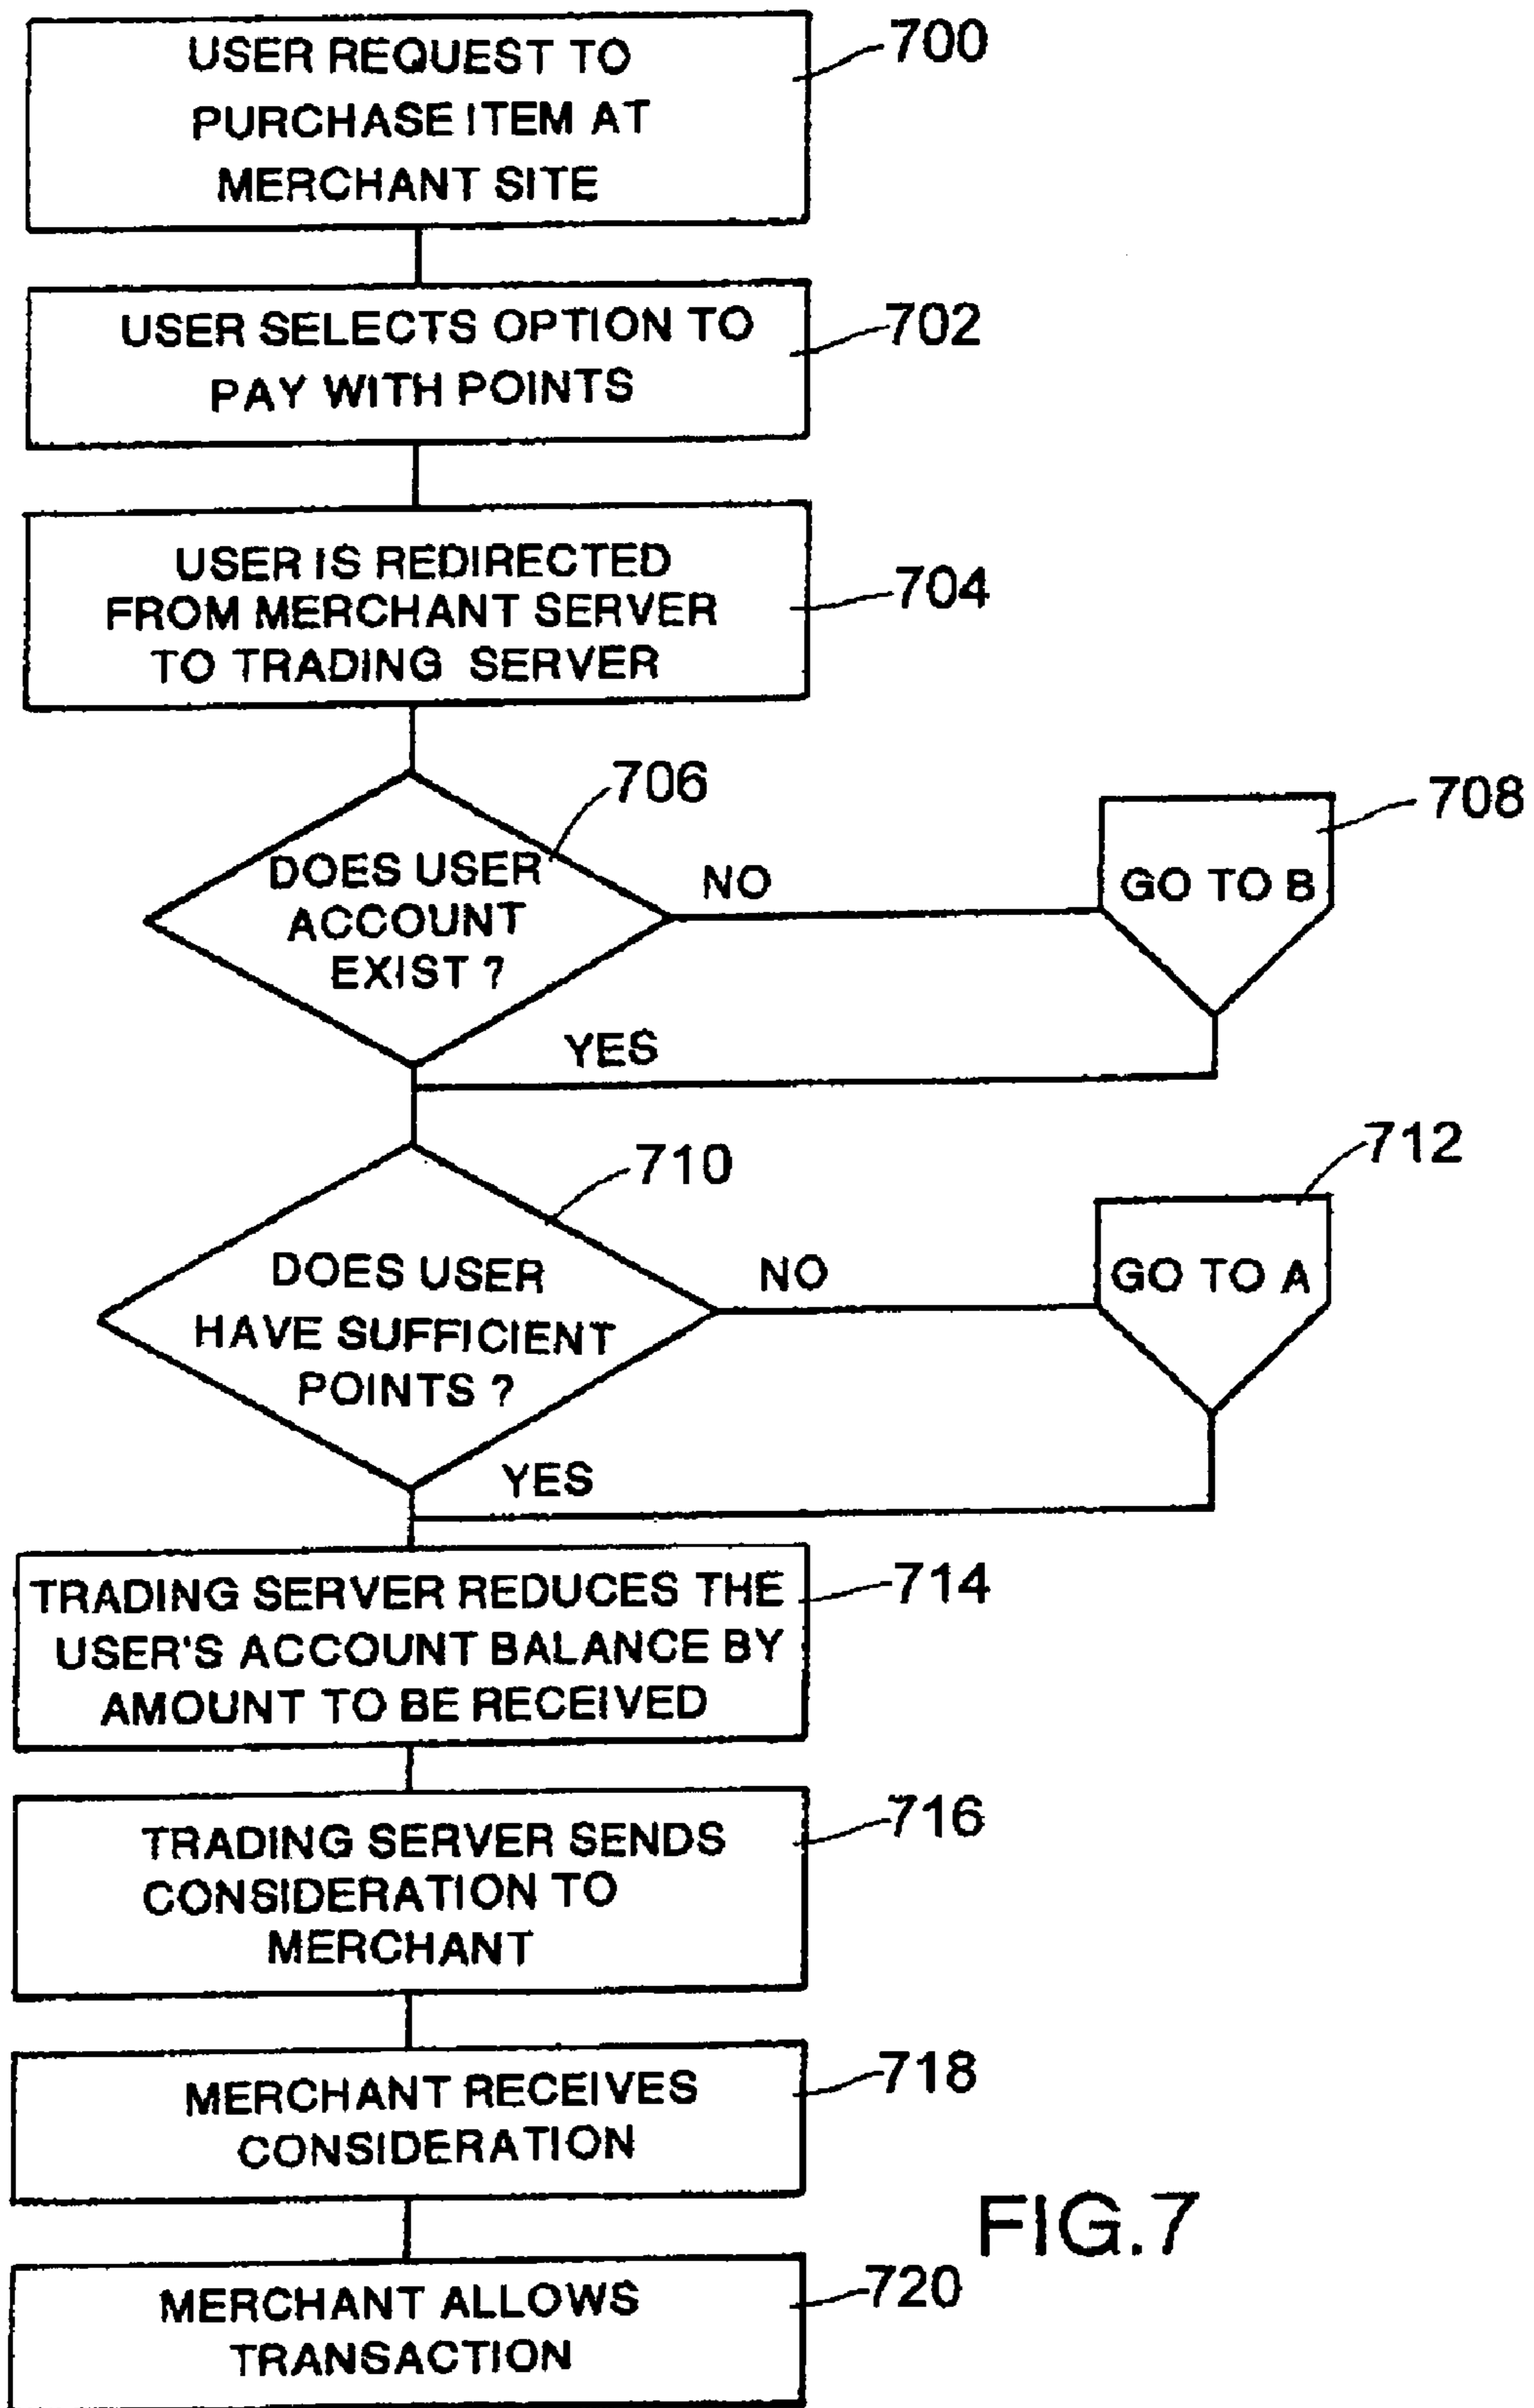 USER REQUEST TO
PURCHASE ITEM AT
MERCHANT SITE
700
USER SELECTS OPTION TO
PAY WITH POINTS
702
USER IS REDIRECTED
FROM MERCHANT SERVER
TO TRADING SERVER
704
DOES USER
ACCOUNT
EXIST ?
706
NO
GO TO B
708
YES
DOES USER
HAVE SUFFICIENT
POINTS ?
710
NO
GO TO A
712
YES
TRADING SERVER REDUCES THE
USER'S ACCOUNT BALANCE BY
AMOUNT TO BE RECEIVED
714
TRADING SERVER SENDS
CONSIDERATION TO
MERCHANT
716
MERCHANT RECEIVES
CONSIDERATION
718
MERCHANT ALLOWS
TRANSACTION
720
FIG.7